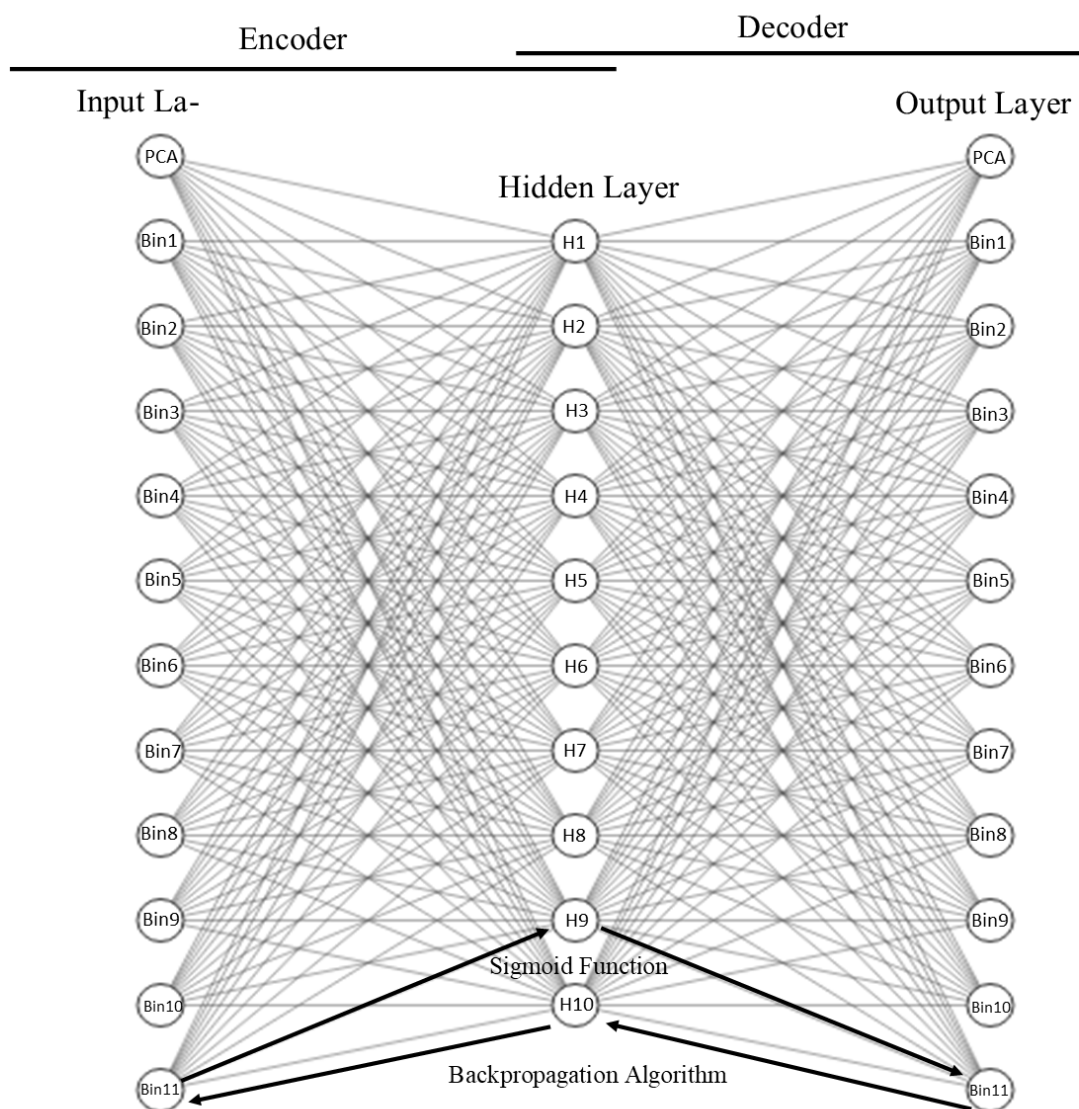 Encoder
Decoder
Input La-
Output Layer
Hidden Layer
PCA
Bin1
Bin2
Bin3
Bin4
Bin5
Bin6
Bin7
Bin8
Bin9
Bin10
Bin11
H1
H2
H3
H4
H5
H6
H7
H8
H9
H10
PCA
Bin1
Bin2
Bin3
Bin4
Bin5
Bin6
Bin7
Bin8
Bin9
Bin10
Bin11
Sigmoid Function
Backpropagation Algorithm